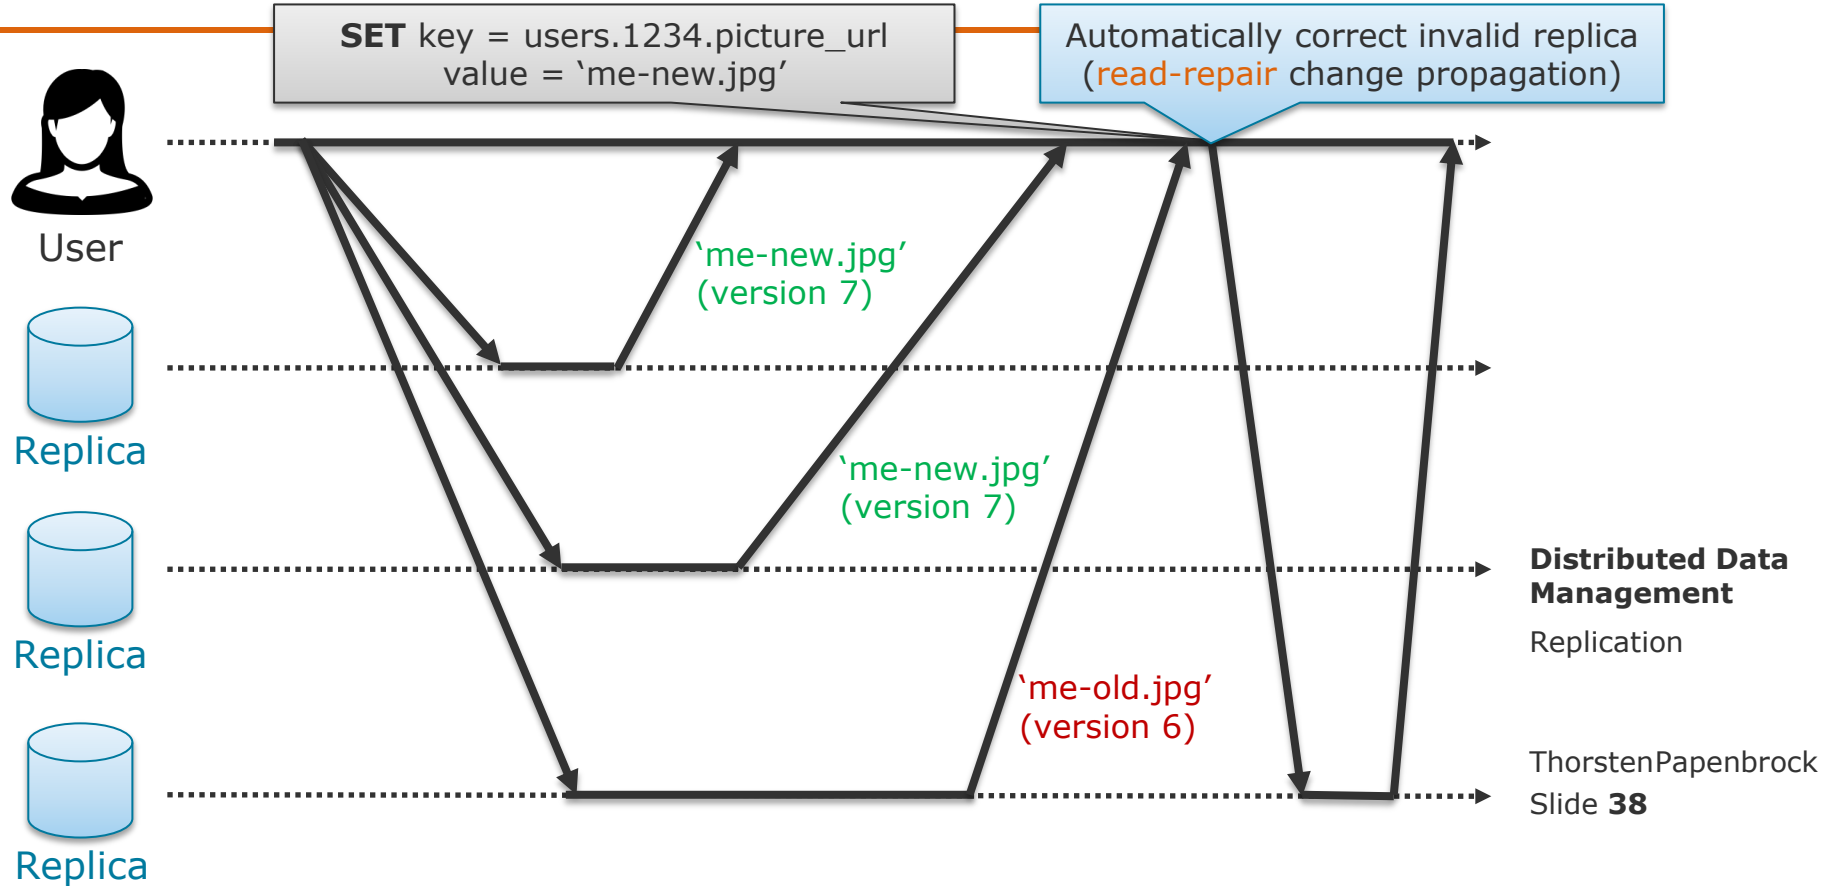 SET key = users.1234.picture_url
value = ‘me-new.jpg’
Automatically correct invalid replica
(read-repair change propagation)
User
‘me-new.jpg’
(version 7)
Replica
‘me-new.jpg’
(version 7)
Replica
‘me-old.jpg’
(version 6)
Replica
Distributed Data
Management
Replication
ThorstenPapenbrock
Slide 38